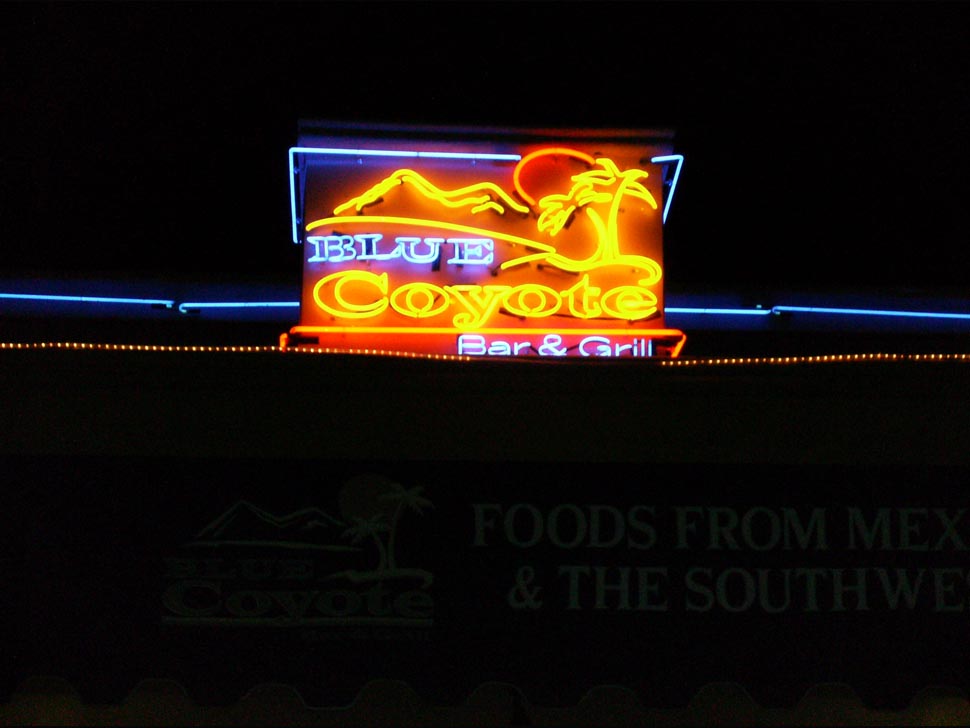 BLUE
Coyote
Bar & Grill
BLUE
Coyote
FOODS FROM MEX
& THE SOUTHWE